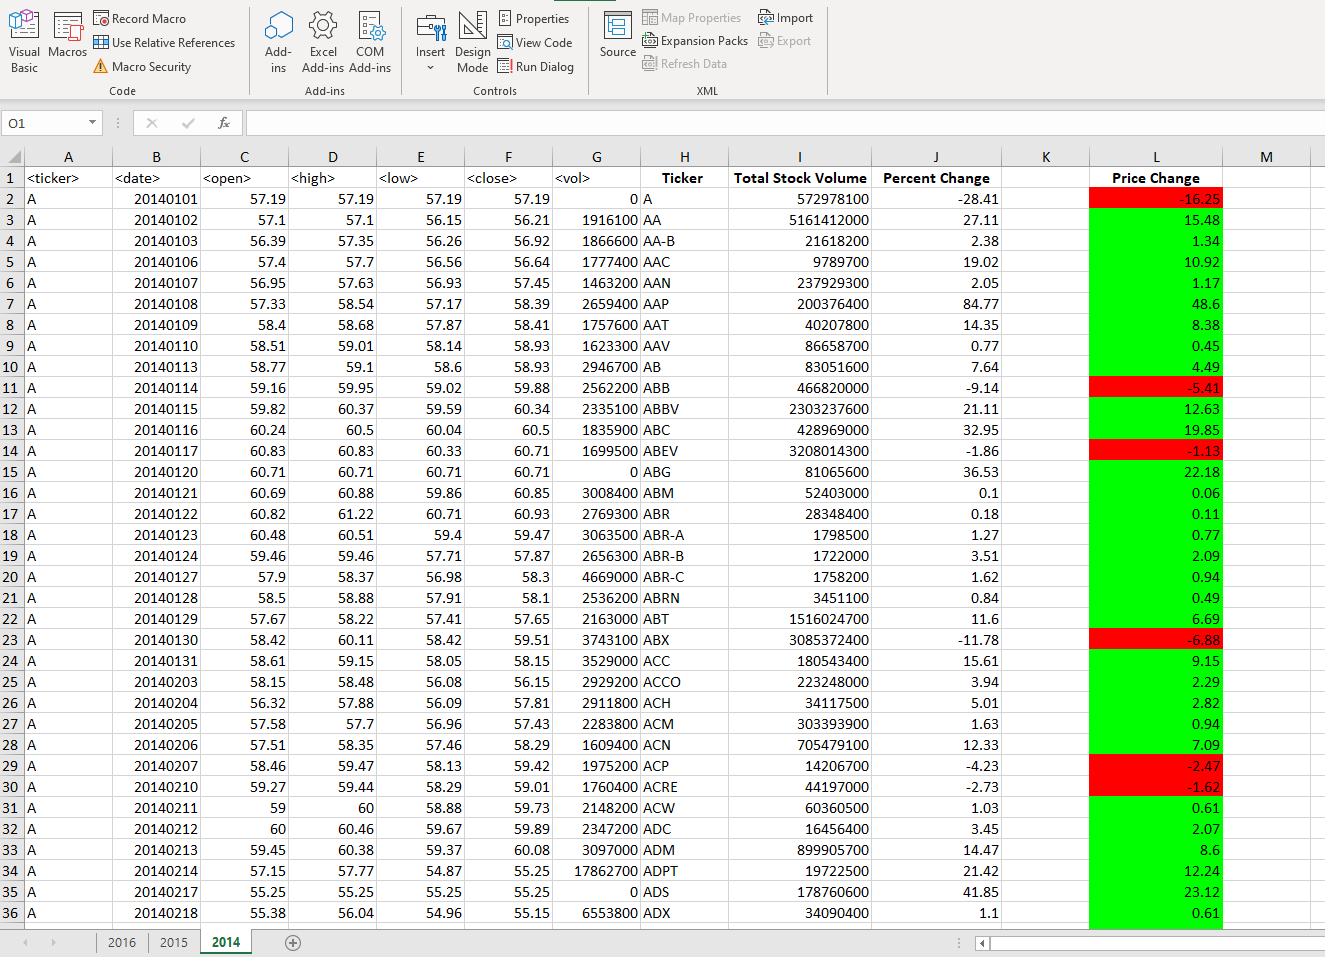 Visual Basic
Macros
Record Macro
Use Relative References
Macro Security
Code
Add-ins
Excel Add-ins
COM Add-ins
Add-ins
Insert
Design Mode
Properties
View Code
Run Dialog
Controls
Source
Map Properties
Expansion Packs
Refresh Data
Import
Export
XML
O1
fx
A B C D E F G H I J K L M
1 <ticker> <date> <open> <high> <low> <close> <vol> Ticker Total Stock Volume Percent Change Price Change
2 A 20140101 57.19 57.19 57.19 57.19 0 A 572978100 -28.41 -16.25
3 A 20140102 57.1 57.1 56.15 56.21 1916100 AA 5161412000 27.11 15.48
4 A 20140103 56.39 57.35 56.26 56.92 1866600 AA-B 21618200 2.38 1.34
5 A 20140106 57.4 57.7 56.56 56.64 1777400 AAC 9789700 19.02 10.92
6 A 20140107 56.95 57.63 56.93 57.45 1463200 AAN 237929300 2.05 1.17
7 A 20140108 57.33 58.54 57.17 58.39 2659400 AAP 200376400 84.77 48.6
8 A 20140109 58.4 58.68 57.87 58.41 1757600 AAT 40207800 14.35 8.38
9 A 20140110 58.51 59.01 58.14 58.93 1623300 AAV 86658700 0.77 0.45
10 A 20140113 58.77 59.1 58.6 58.93 2946700 AB 83051600 7.64 4.49
11 A 20140114 59.16 59.95 59.02 59.88 2562200 ABB 466820000 -9.14 -5.41
12 A 20140115 59.82 60.37 59.59 60.34 2335100 ABBV 2303237600 21.11 12.63
13 A 20140116 60.24 60.5 60.04 60.5 1835900 ABC 428969000 32.95 19.85
14 A 20140117 60.83 60.83 60.33 60.71 1699500 ABEV 3208014300 -1.86 -1.13
15 A 20140120 60.71 60.71 60.71 60.71 0 ABG 81065600 36.53 22.18
16 A 20140121 60.69 60.88 59.86 60.85 3008400 ABM 52403000 0.1 0.06
17 A 20140122 60.82 61.22 60.71 60.93 2769300 ABR 28348400 0.18 0.11
18 A 20140123 60.48 60.51 59.4 59.47 3063500 ABR-A 1798500 1.27 0.77
19 A 20140124 59.46 59.46 57.71 57.87 2656300 ABR-B 1722000 3.51 2.09
20 A 20140127 57.9 58.37 56.98 58.3 4669000 ABR-C 1758200 1.62 0.94
21 A 20140128 58.5 58.88 57.91 58.1 2536200 ABRN 3451100 0.84 0.49
22 A 20140129 57.67 58.22 57.41 57.65 2163000 ABT 1516024700 11.6 6.69
23 A 20140130 58.42 60.11 58.42 59.51 3743100 ABX 3085372400 -11.78 -6.88
24 A 20140131 58.61 59.15 58.05 58.15 3529000 ACC 180543400 15.61 9.15
25 A 20140203 58.15 58.48 56.08 56.15 2929200 ACCO 223248000 3.94 2.29
26 A 20140204 56.32 57.88 56.09 57.81 2911800 ACH 34117500 5.01 2.82
27 A 20140205 57.58 57.7 56.96 57.43 2283800 ACM 303393900 1.63 0.94
28 A 20140206 57.51 58.35 57.46 58.29 1609400 ACN 705479100 12.33 7.09
29 A 20140207 58.46 59.47 58.13 59.42 1975200 ACP 14206700 -4.23 -2.47
30 A 20140210 59.27 59.44 58.29 59.01 1760400 ACRE 44197000 -2.73 -1.62
31 A 20140211 59 60 58.88 59.73 2148200 ACW 60360500 1.03 0.61
32 A 20140212 60 60.46 59.67 59.89 2347200 ADC 16456400 3.45 2.07
33 A 20140213 59.45 60.38 59.37 60.08 3097000 ADM 899905700 14.47 8.6
34 A 20140214 57.15 57.77 54.87 55.25 17862700 ADPT 19722500 21.42 12.24
35 A 20140217 55.25 55.25 55.25 55.25 0 ADS 178760600 41.85 23.12
36 A 20140218 55.38 56.04 54.96 55.15 6553800 ADX 34090400 1.1 0.61
2016 2015 2014